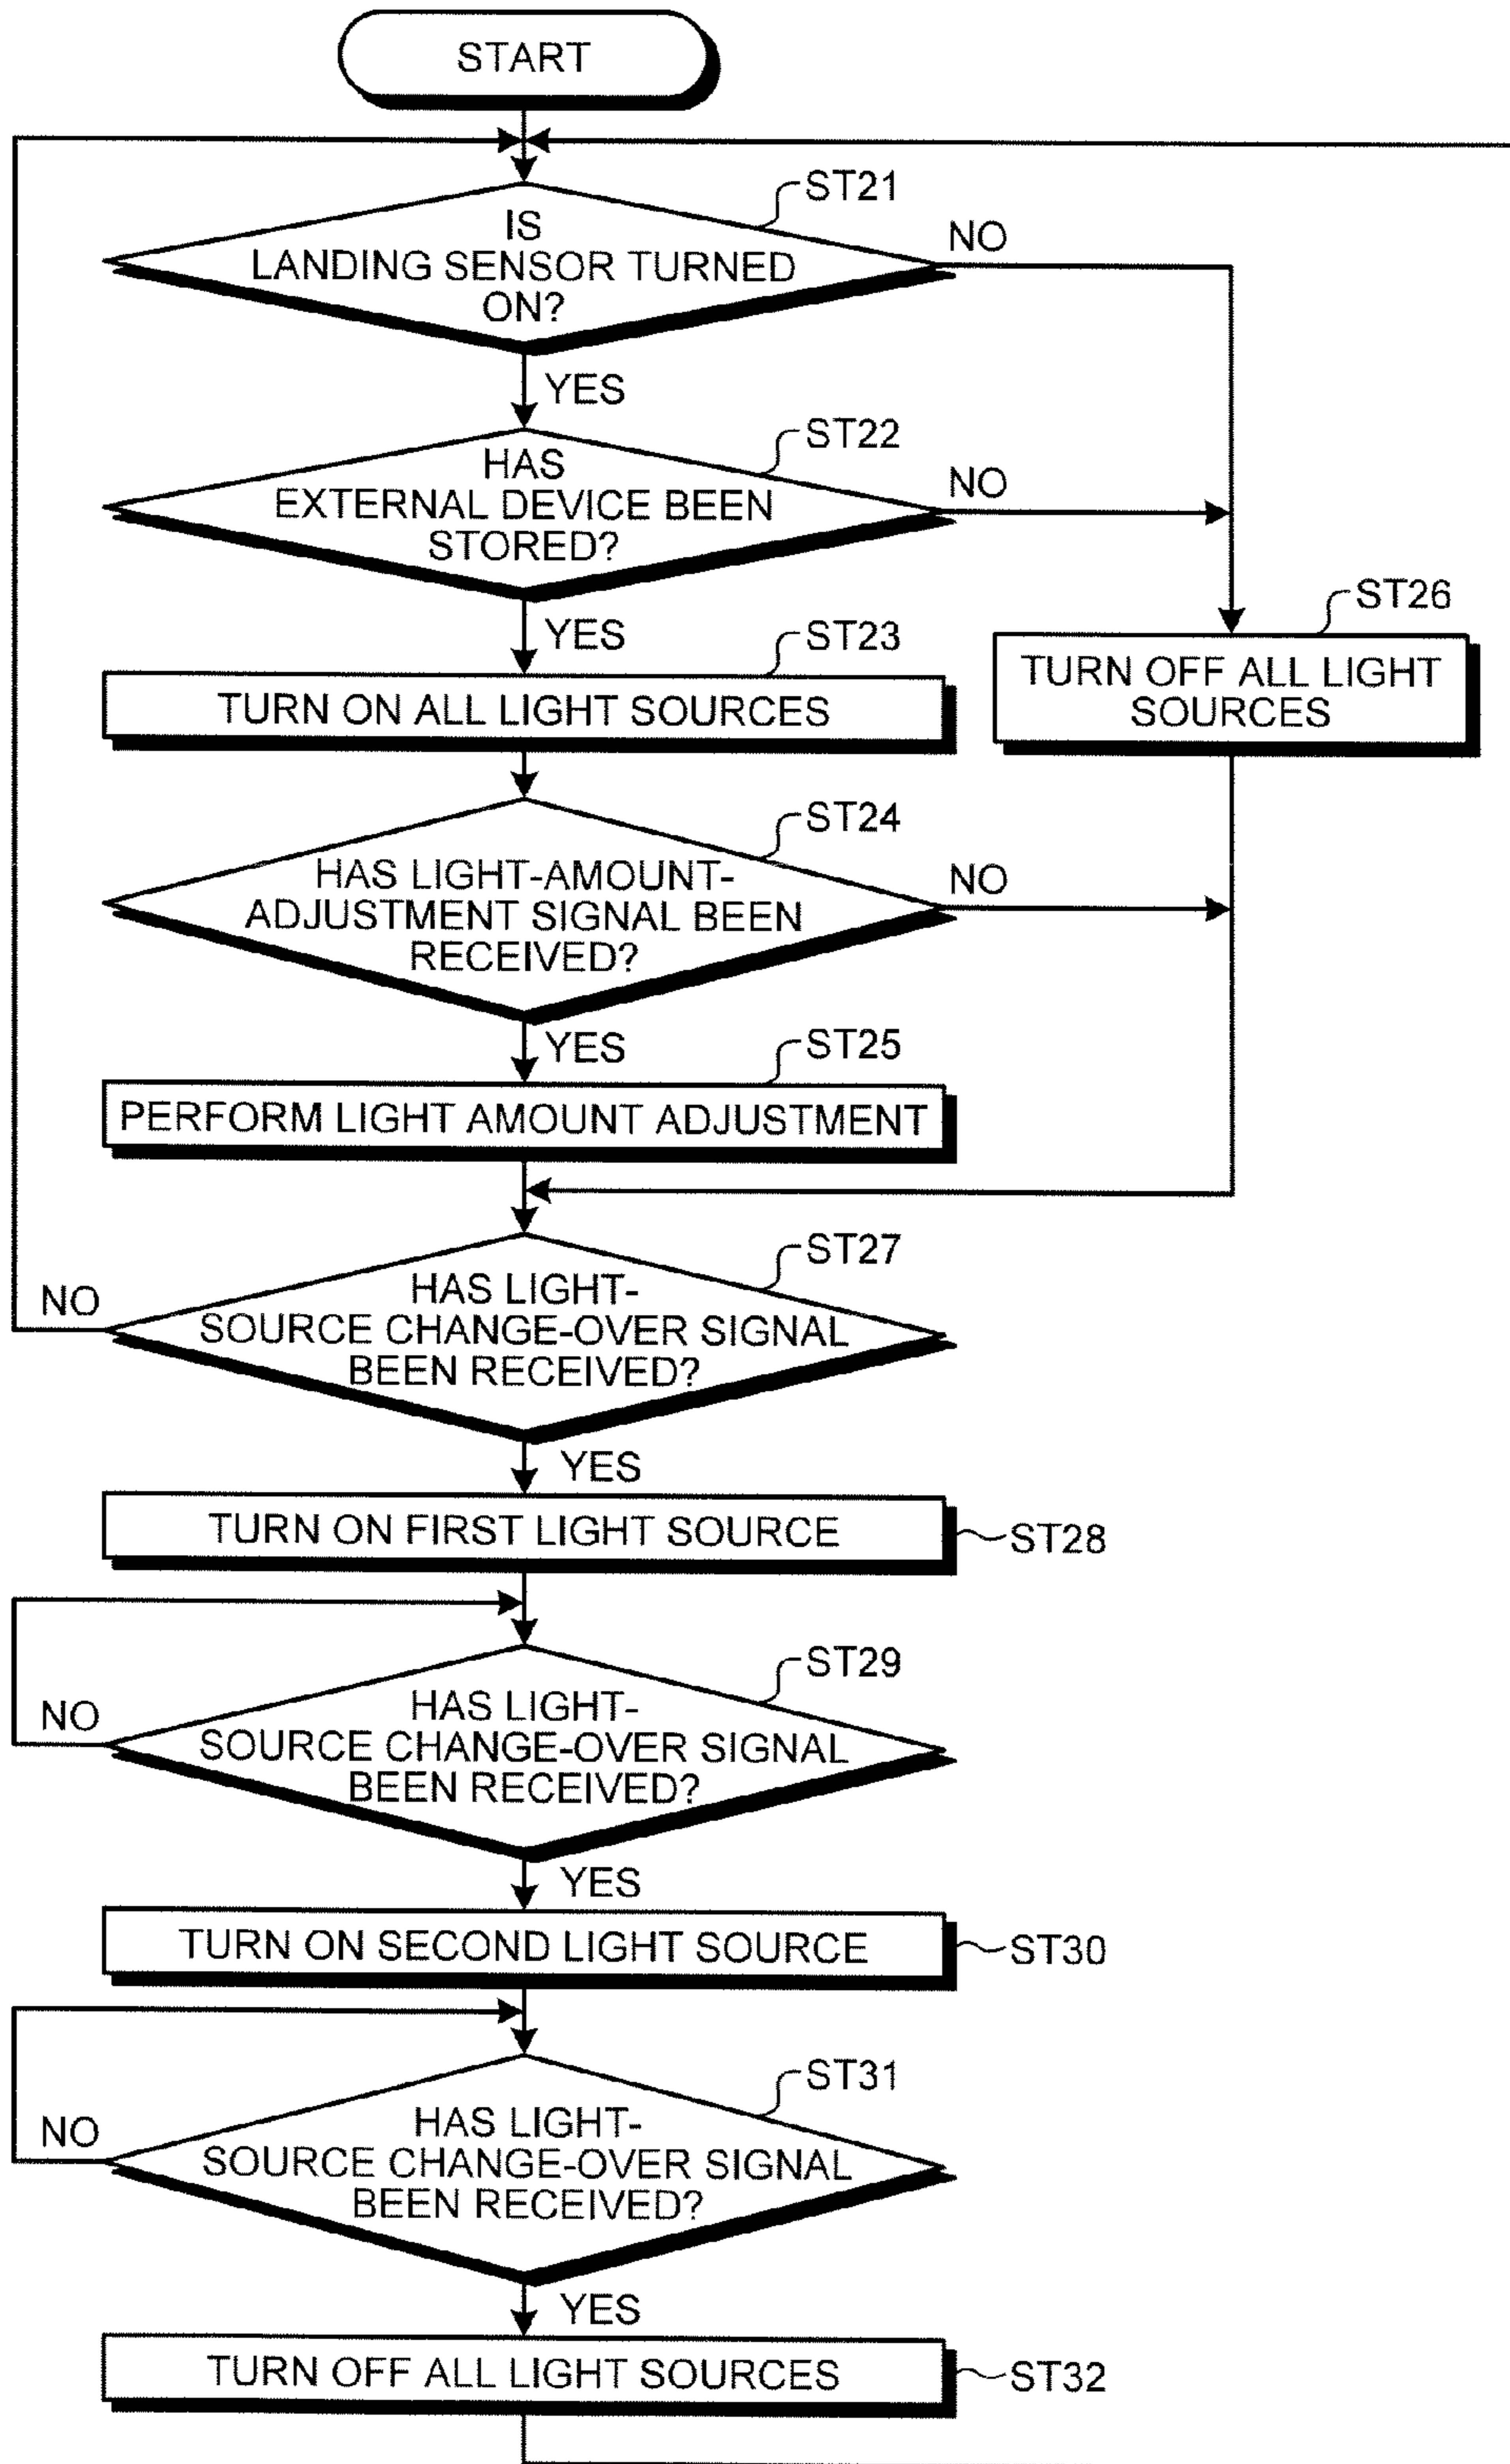 START
ST21
IS
LANDING SENSOR TURNED
ON?
NO
YES
ST22
HAS
EXTERNAL DEVICE BEEN
STORED?
NO
YES
ST23
TURN ON ALL LIGHT SOURCES
ST26
TURN OFF ALL LIGHT
SOURCES
ST24
HAS LIGHT-AMOUNT-
ADJUSTMENT SIGNAL BEEN
RECEIVED?
NO
YES
ST25
PERFORM LIGHT AMOUNT ADJUSTMENT
ST27
HAS LIGHT-
SOURCE CHANGE-OVER SIGNAL
BEEN RECEIVED?
NO
YES
TURN ON FIRST LIGHT SOURCE
ST28
ST29
HAS LIGHT-
SOURCE CHANGE-OVER SIGNAL
BEEN RECEIVED?
NO
YES
TURN ON SECOND LIGHT SOURCE
ST30
ST31
HAS LIGHT-
SOURCE CHANGE-OVER SIGNAL
BEEN RECEIVED?
NO
YES
TURN OFF ALL LIGHT SOURCES
ST32